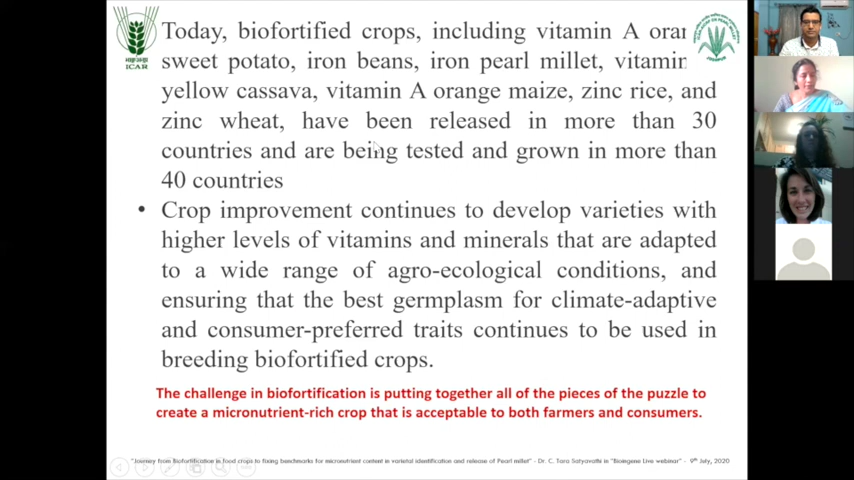 Today, biofortified crops, including vitamin A
sweet potato, iron beans, iron pearl millet, vitamin
yellow cassava, vitamin A orange maize, zinc rice, and
zinc wheat, have been released in more than 30
countries and are being tested and grown in more than
40 countries
• Crop improvement continues to develop varieties with
higher levels of vitamins and minerals that are adapted
to a wide range of agro-ecological conditions, and
ensuring that the best germplasm for climate-adaptive
and consumer-preferred traits continues to be used in
breeding biofortified crops.
The challenge in biofortification is putting together all of the pieces of the puzzle to
create a micronutrient-rich crop that is acceptable to both farmers and consumers.
"Journey from Biofortification in food crops to fixing benchmarks for micronutrient content in varietal identification and release of Pearl millet" - Dr. C. Tara Satyavathi in "Bioingene Live webinar" - 9th July, 2020
ICAR